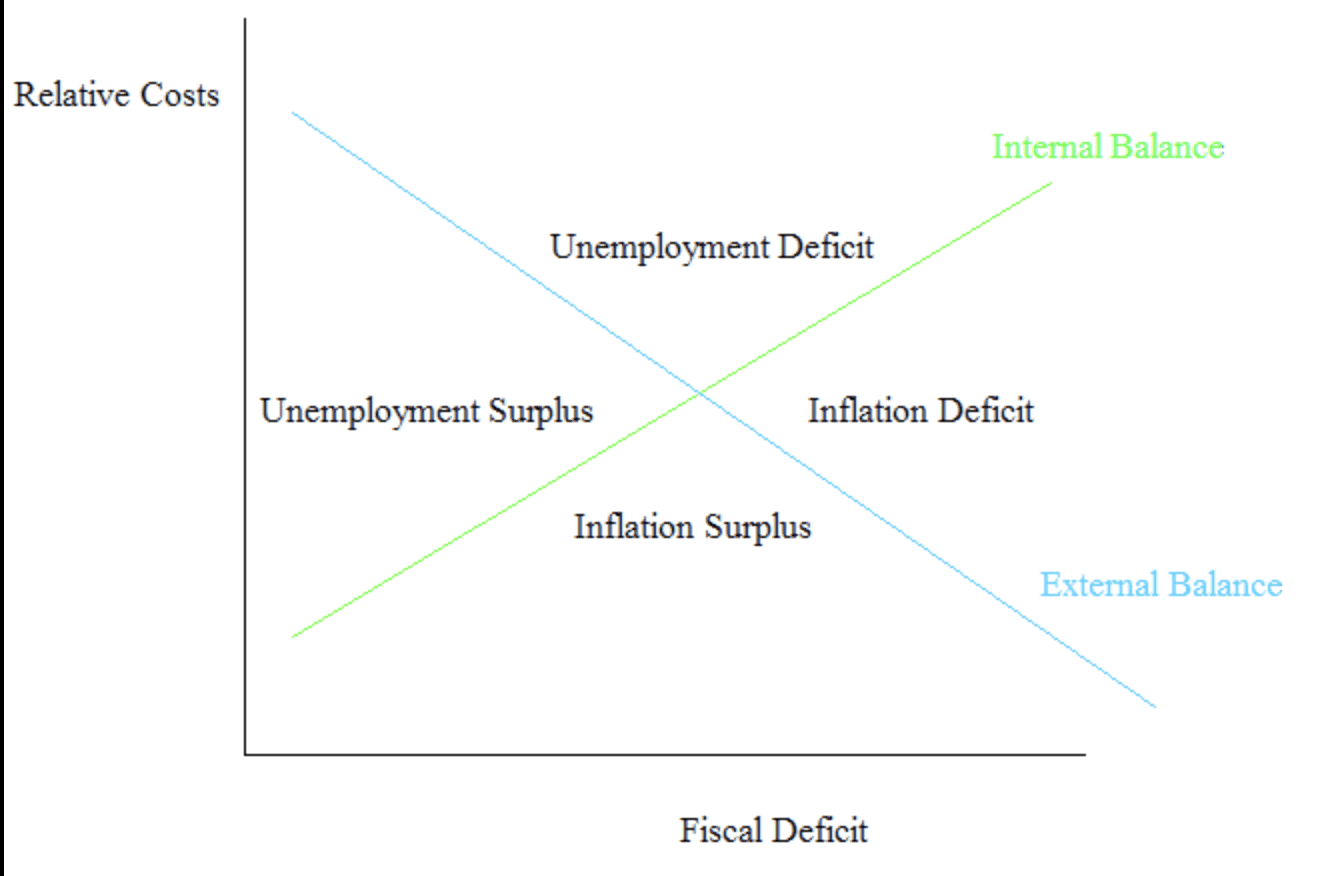 Relative Costs
Internal Balance
Unemployment Deficit
Unemployment Surplus
Inflation Deficit
Inflation Surplus
External Balance
Fiscal Deficit